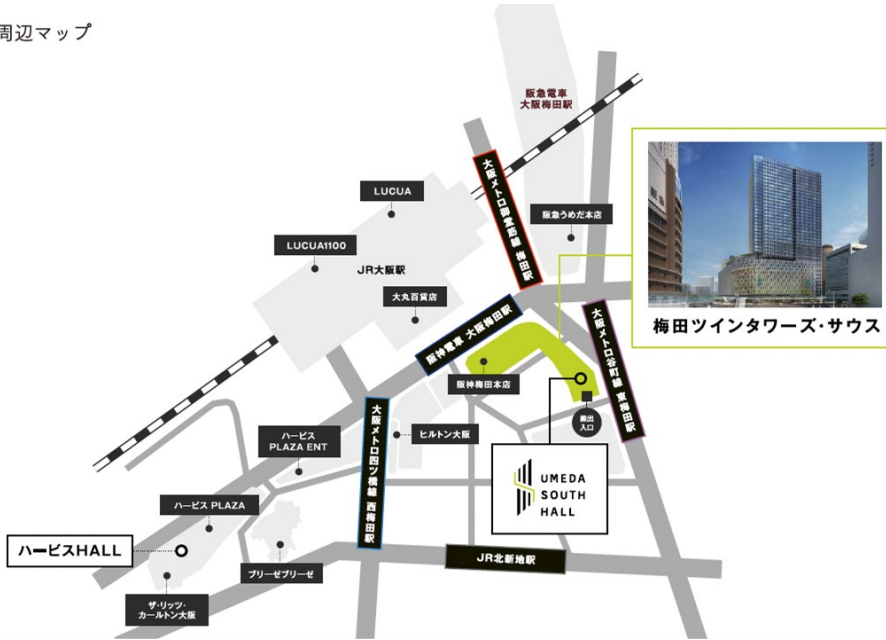 周辺マップ
阪急電車
大阪梅田駅
大阪メトロ御堂筋線 梅田駅
LUCUA
阪急うめだ本店
LUCUA1100
JR大阪駅
大丸百貨店
梅田ツインタワーズ・サウス
阪神電車 大阪梅田駅
大阪メトロ谷町線 東梅田駅
阪神梅田本店
搬出
入口
大阪メトロ四ツ橋線 西梅田駅
ヒルトン大阪
ハービス
PLAZA ENT
UMEDA
SOUTH
HALL
ハービス PLAZA
ハービスHALL
JR北新地駅
ブリーゼブリーゼ
ザ・リッツ・
カールトン大阪